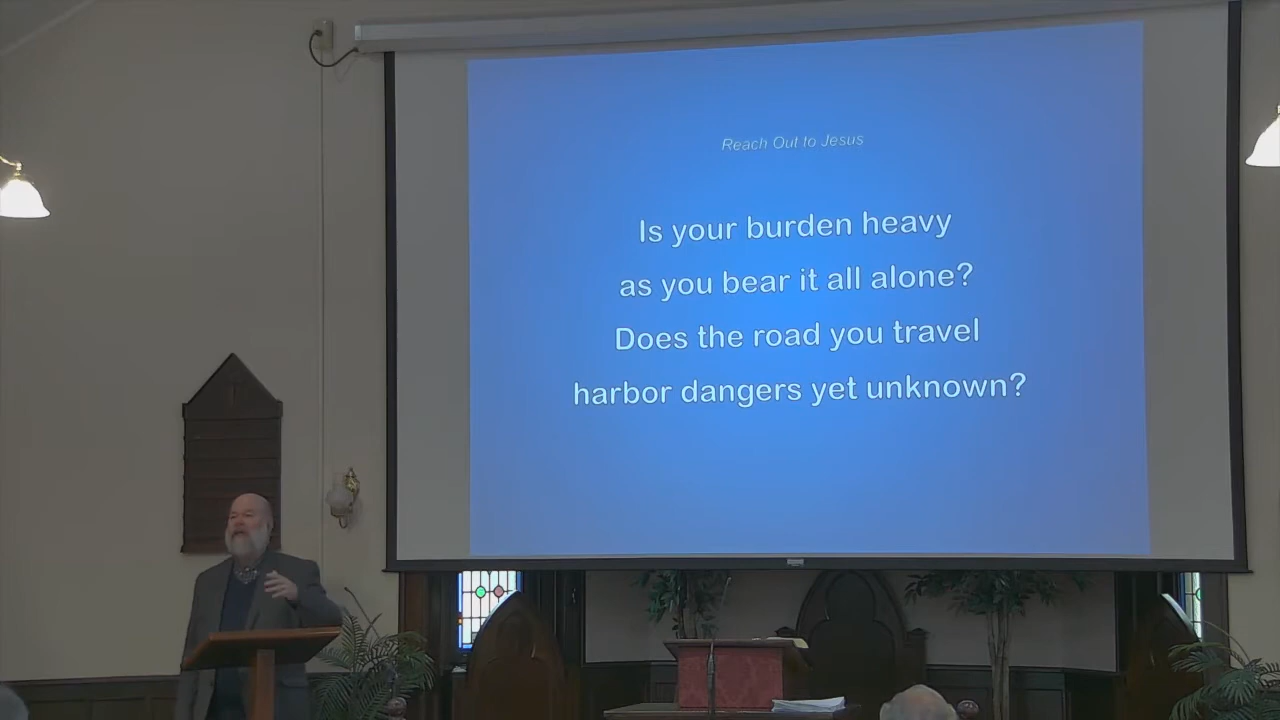 Reach Out to Jesus
Is your burden heavy
as you bear it all alone?
Does the road you travel
harbor dangers yet unknown?